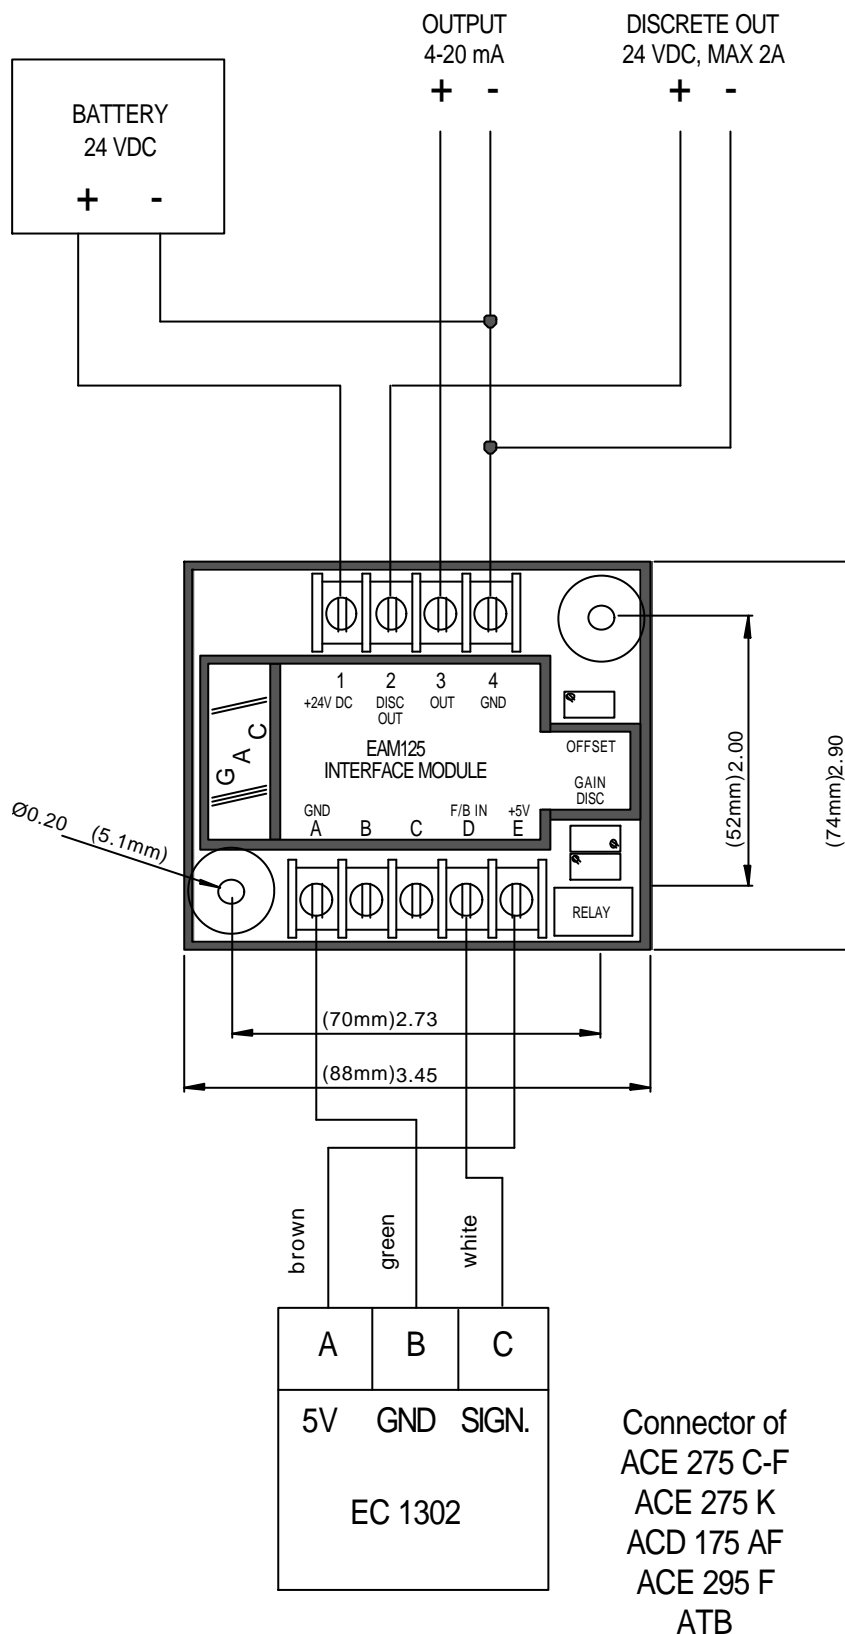 OUTPUT
4-20 mA
+ -
DISCRETE OUT
24 VDC, MAX 2A
+ -
BATTERY
24 VDC
+ -
1 2 3 4
+24V DC DISC OUT GND
OUT
EAM125
INTERFACE MODULE
GAC
OFFSET
GAIN
DISC
GND F/B IN +5V
A B C D E
RELAY
Ø0.20 (5.1mm)
(52mm)2.00
(74mm)2.90
(70mm)2.73
(88mm)3.45
brown
green
white
A B C
5V GND SIGN.
EC 1302
Connector of
ACE 275 C-F
ACE 275 K
ACD 175 AF
ACE 295 F
ATB